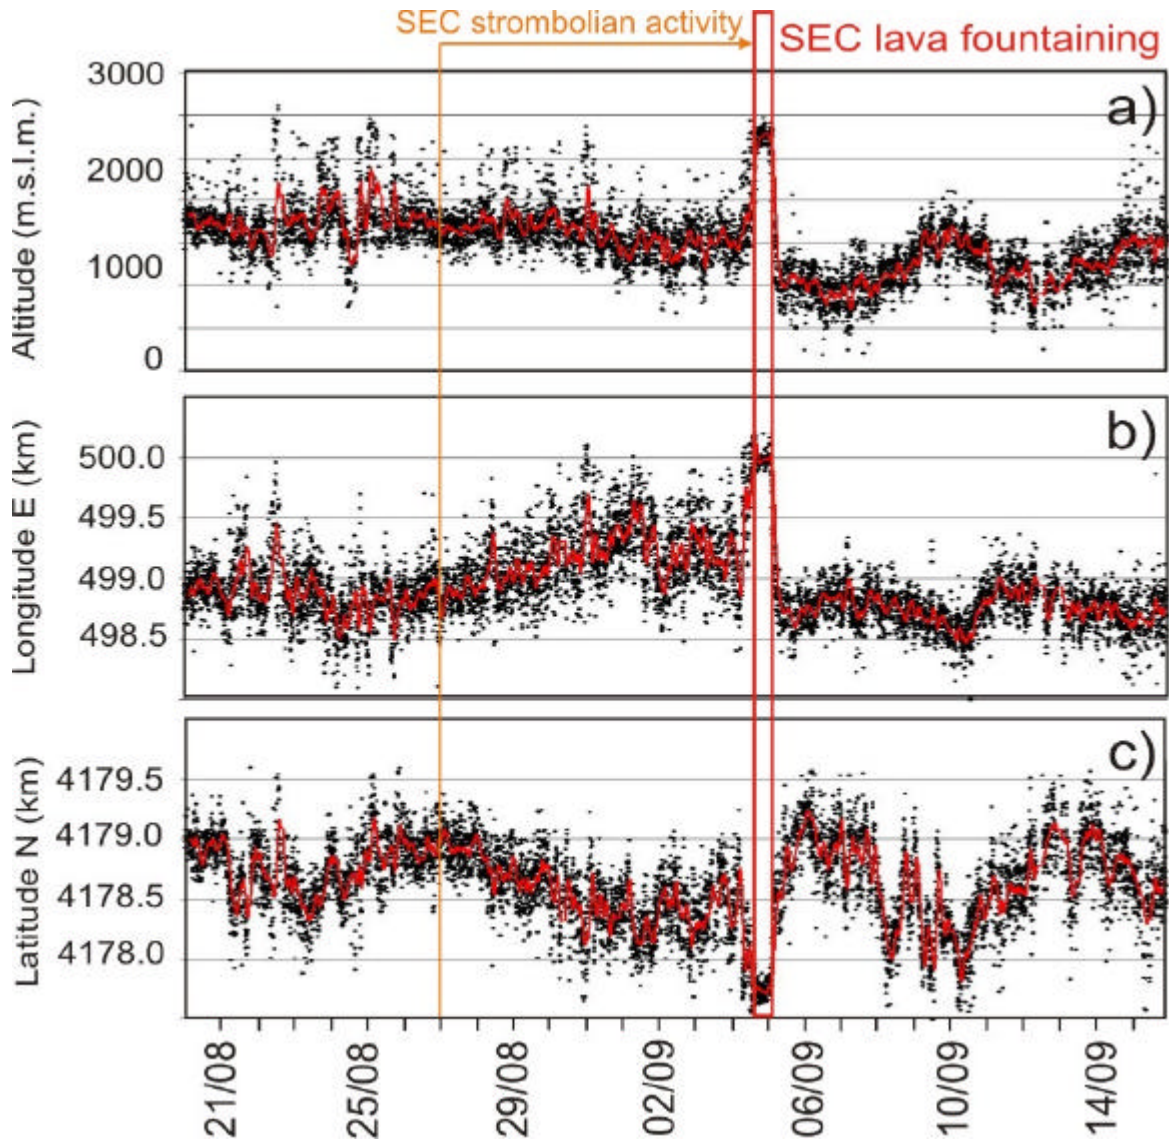 SEC strombolian activity
SEC lava fountaining
a)
Altitude (m.s.l.m.)
3000
2000
1000
0
b)
Longitude E (km)
500.0
499.5
499.0
498.5
c)
Latitude N (km)
4179.5
4179.0
4178.5
4178.0
21/08
25/08
29/08
02/09
06/09
10/09
14/09